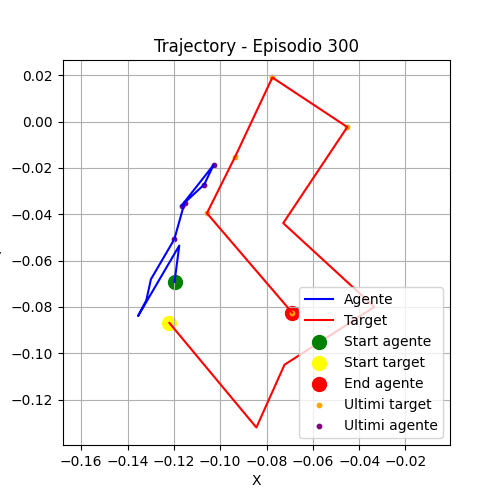 Trajectory - Episodio 300
0.02
0.00
−0.02
−0.04
−0.06
−0.08
−0.10
−0.12
−0.16 −0.14 −0.12 −0.10 −0.08 −0.06 −0.04 −0.02
X
Agente
Target
Start agente
Start target
End agente
Ultimi target
Ultimi agente